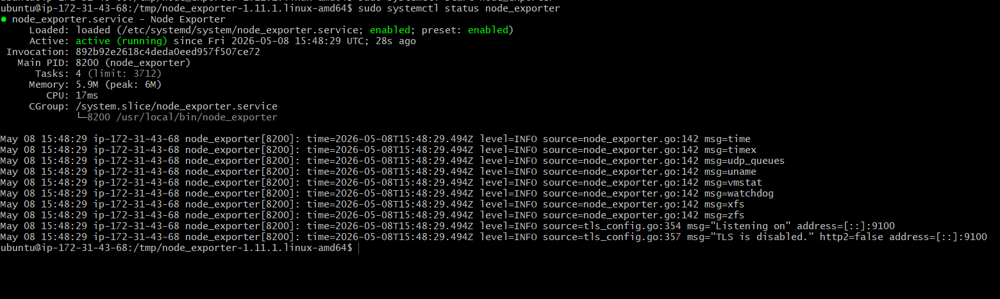 ubuntu@ip-172-31-43-68:/tmp/node_exporter-1.11.1.linux-amd64$ sudo systemctl status node_exporter
● node_exporter.service - Node Exporter
Loaded: loaded (/etc/systemd/system/node_exporter.service; enabled; preset: enabled)
Active: active (running) since Fri 2026-05-08 15:48:29 UTC; 28s ago
Invocation: 892b92e2618c4deda0eed957f507ce72
Main PID: 8200 (node_exporter)
Tasks: 4 (limit: 3712)
Memory: 5.9M (peak: 6M)
CPU: 17ms
CGroup: /system.slice/node_exporter.service
└─8200 /usr/local/bin/node_exporter
May 08 15:48:29 ip-172-31-43-68 node_exporter[8200]: time=2026-05-08T15:48:29.494Z level=INFO source=node_exporter.go:142 msg=time
May 08 15:48:29 ip-172-31-43-68 node_exporter[8200]: time=2026-05-08T15:48:29.494Z level=INFO source=node_exporter.go:142 msg=timex
May 08 15:48:29 ip-172-31-43-68 node_exporter[8200]: time=2026-05-08T15:48:29.494Z level=INFO source=node_exporter.go:142 msg=udp_queues
May 08 15:48:29 ip-172-31-43-68 node_exporter[8200]: time=2026-05-08T15:48:29.494Z level=INFO source=node_exporter.go:142 msg=uname
May 08 15:48:29 ip-172-31-43-68 node_exporter[8200]: time=2026-05-08T15:48:29.494Z level=INFO source=node_exporter.go:142 msg=vmstat
May 08 15:48:29 ip-172-31-43-68 node_exporter[8200]: time=2026-05-08T15:48:29.494Z level=INFO source=node_exporter.go:142 msg=watchdog
May 08 15:48:29 ip-172-31-43-68 node_exporter[8200]: time=2026-05-08T15:48:29.494Z level=INFO source=node_exporter.go:142 msg=xfs
May 08 15:48:29 ip-172-31-43-68 node_exporter[8200]: time=2026-05-08T15:48:29.494Z level=INFO source=node_exporter.go:142 msg=zfs
May 08 15:48:29 ip-172-31-43-68 node_exporter[8200]: time=2026-05-08T15:48:29.494Z level=INFO source=tls_config.go:354 msg="Listening on" address=[::]:9100
May 08 15:48:29 ip-172-31-43-68 node_exporter[8200]: time=2026-05-08T15:48:29.494Z level=INFO source=tls_config.go:357 msg="TLS is disabled." http2=false address=[::]:9100
ubuntu@ip-172-31-43-68:/tmp/node_exporter-1.11.1.linux-amd64$